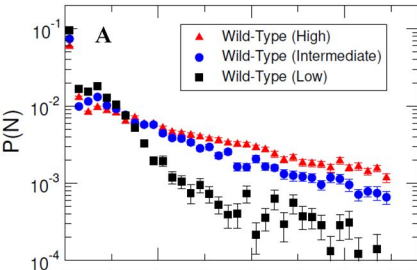 10⁻¹
A
Wild-Type (High)
Wild-Type (Intermediate)
Wild-Type (Low)
10⁻²
P(N)
10⁻³
10⁻⁴